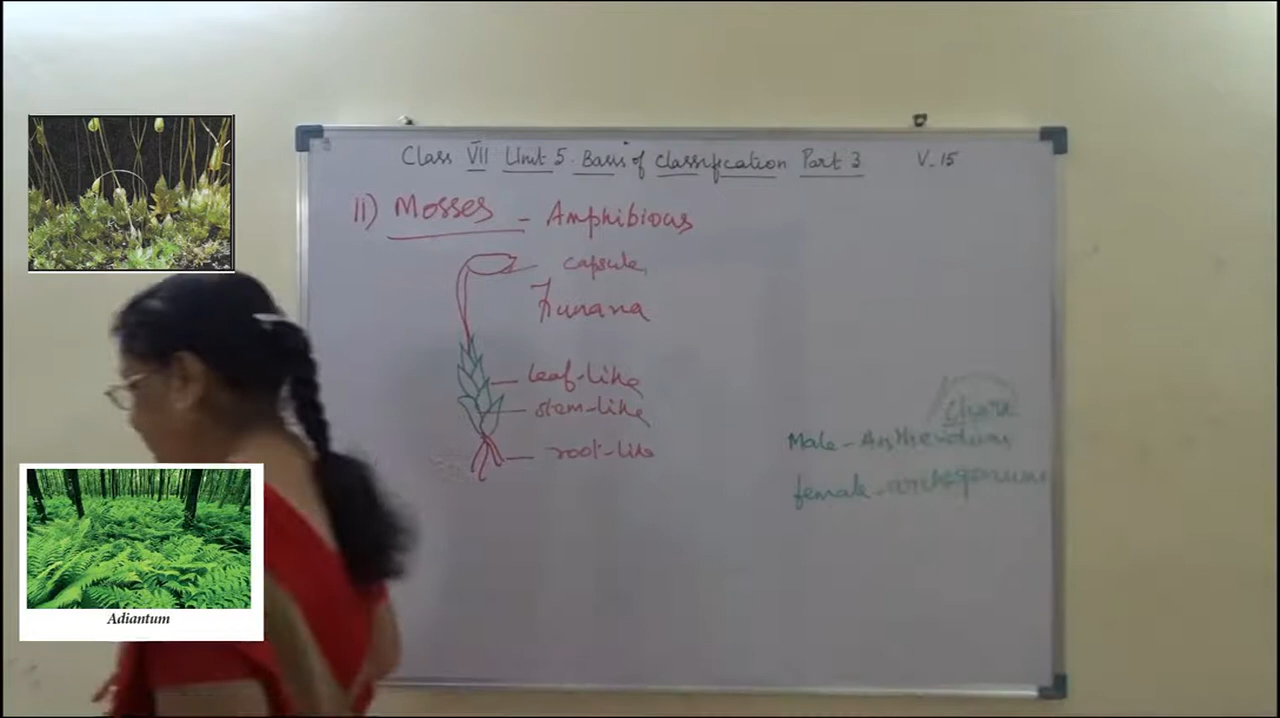 Class VII Unit 5. Basis of Classification Part 3 V-15
II) Mosses - Amphibious
capsule
Funaria
leaf-like
stem-like
root-like
Male - Antheridium
female - archegonium
Adiantum